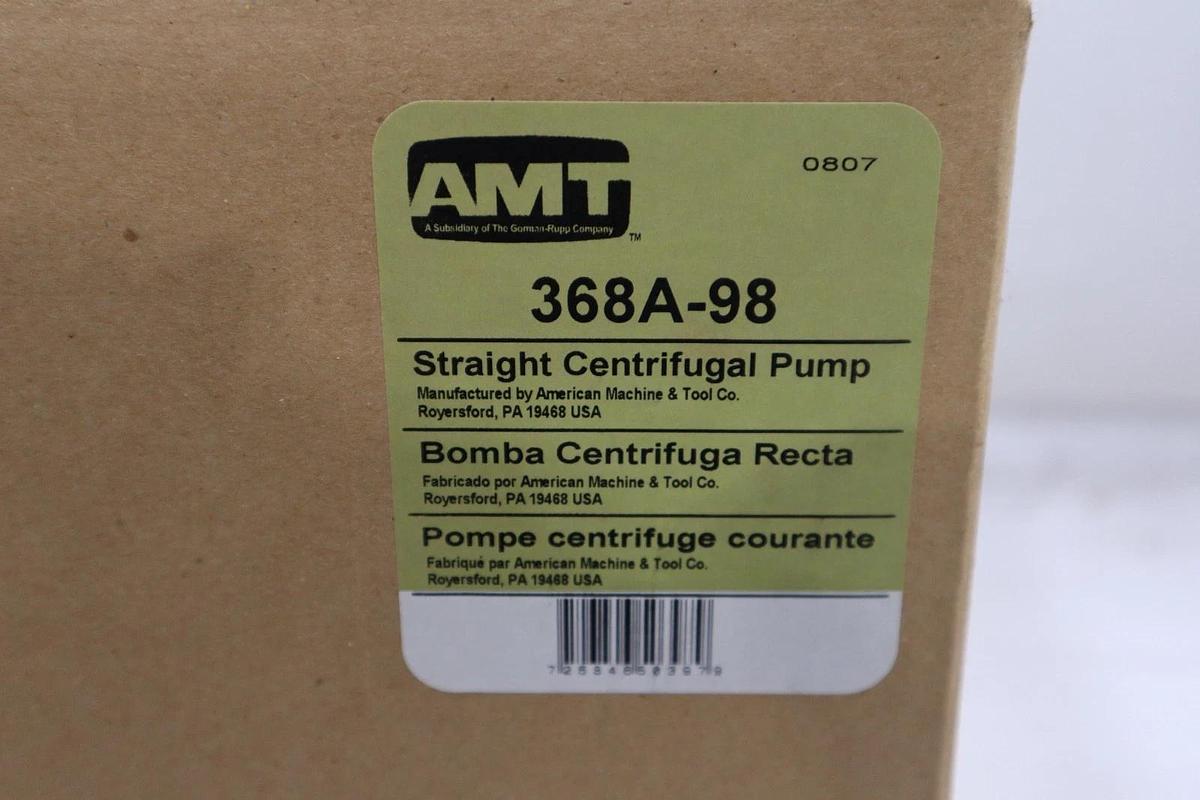 AMT
A Subsidiary of The Gorman-Rupp Company
TM
0807
368A-98
Straight Centrifugal Pump
Manufactured by American Machine & Tool Co.
Royersford, PA 19468 USA
Bomba Centrifuga Recta
Fabricado por American Machine & Tool Co.
Royersford, PA 19468 USA
Pompe centrifuge courante
Fabriqué par American Machine & Tool Co.
Royersford, PA 19468 USA